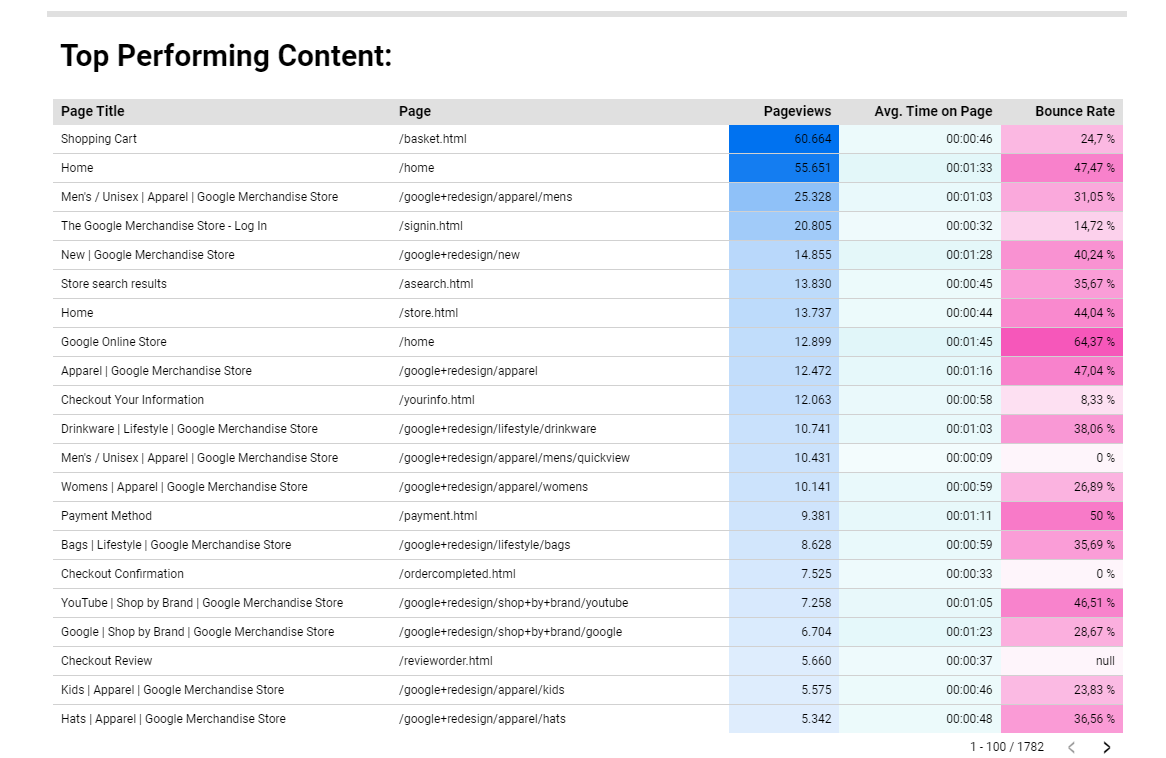 Top Performing Content:
Page Title Page Pageviews Avg. Time on Page Bounce Rate
Shopping Cart /basket.html 60.664 00:00:46 24,7 %
Home /home 55.651 00:01:33 47,47 %
Men's / Unisex | Apparel | Google Merchandise Store /google+redesign/apparel/mens 25.328 00:01:03 31,05 %
The Google Merchandise Store - Log In /signin.html 20.805 00:00:32 14,72 %
New | Google Merchandise Store /google+redesign/new 14.855 00:01:28 40,24 %
Store search results /asearch.html 13.830 00:00:45 35,67 %
Home /store.html 13.737 00:00:44 44,04 %
Google Online Store /home 12.899 00:01:45 64,37 %
Apparel | Google Merchandise Store /google+redesign/apparel 12.472 00:01:16 47,04 %
Checkout Your Information /yourinfo.html 12.063 00:00:58 8,33 %
Drinkware | Lifestyle | Google Merchandise Store /google+redesign/lifestyle/drinkware 10.741 00:01:03 38,06 %
Men's / Unisex | Apparel | Google Merchandise Store /google+redesign/apparel/mens/quickview 10.431 00:00:09 0 %
Womens | Apparel | Google Merchandise Store /google+redesign/apparel/womens 10.141 00:00:59 26,89 %
Payment Method /payment.html 9.381 00:01:11 50 %
Bags | Lifestyle | Google Merchandise Store /google+redesign/lifestyle/bags 8.628 00:00:59 35,69 %
Checkout Confirmation /ordercompleted.html 7.525 00:00:33 0 %
YouTube | Shop by Brand | Google Merchandise Store /google+redesign/shop+by+brand/youtube 7.258 00:01:05 46,51 %
Google | Shop by Brand | Google Merchandise Store /google+redesign/shop+by+brand/google 6.704 00:01:23 28,67 %
Checkout Review /revieworder.html 5.660 00:00:37 null
Kids | Apparel | Google Merchandise Store /google+redesign/apparel/kids 5.575 00:00:46 23,83 %
Hats | Apparel | Google Merchandise Store /google+redesign/apparel/hats 5.342 00:00:48 36,56 %
1 - 100 / 1782 < >